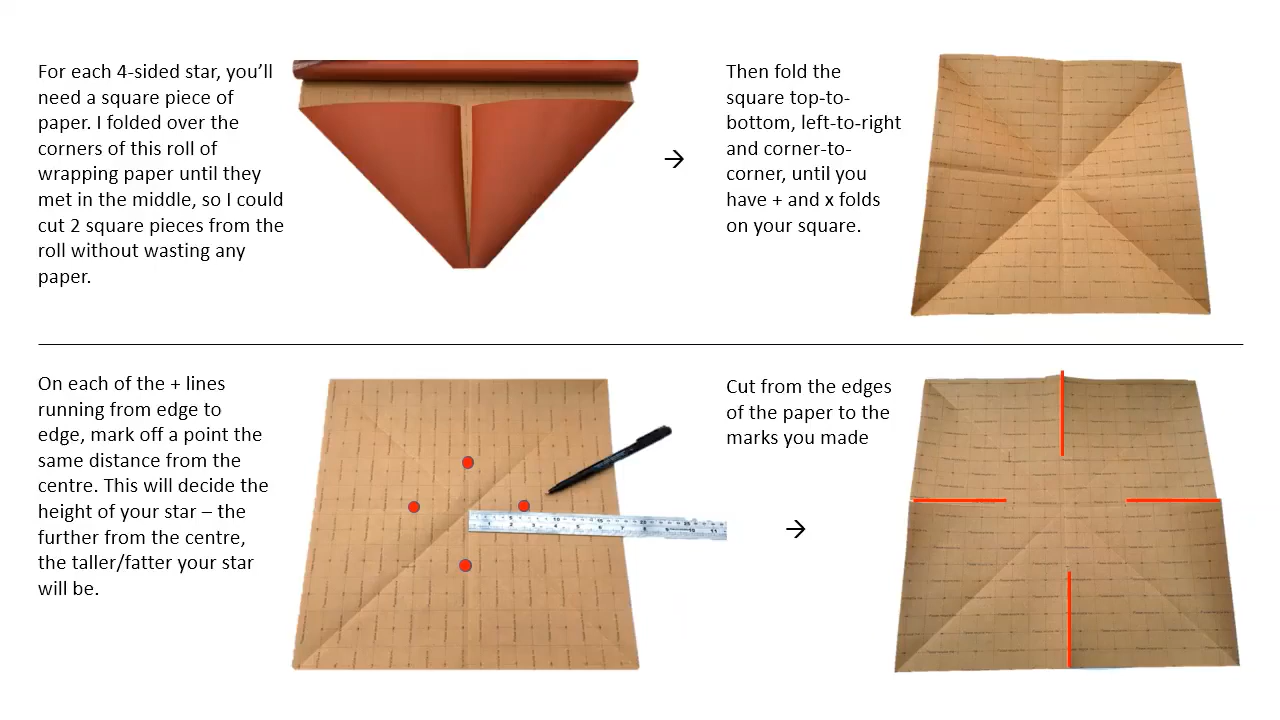 For each 4-sided star, you’ll
need a square piece of
paper. I folded over the
corners of this roll of
wrapping paper until they
met in the middle, so I could
cut 2 square pieces from the
roll without wasting any
paper.
→
Then fold the
square top-to-
bottom, left-to-right
and corner-to-
corner, until you
have + and x folds
on your square.
On each of the + lines
running from edge to
edge, mark off a point the
same distance from the
centre. This will decide the
height of your star – the
further from the centre,
the taller/fatter your star
will be.
Cut from the edges
of the paper to the
marks you made
→